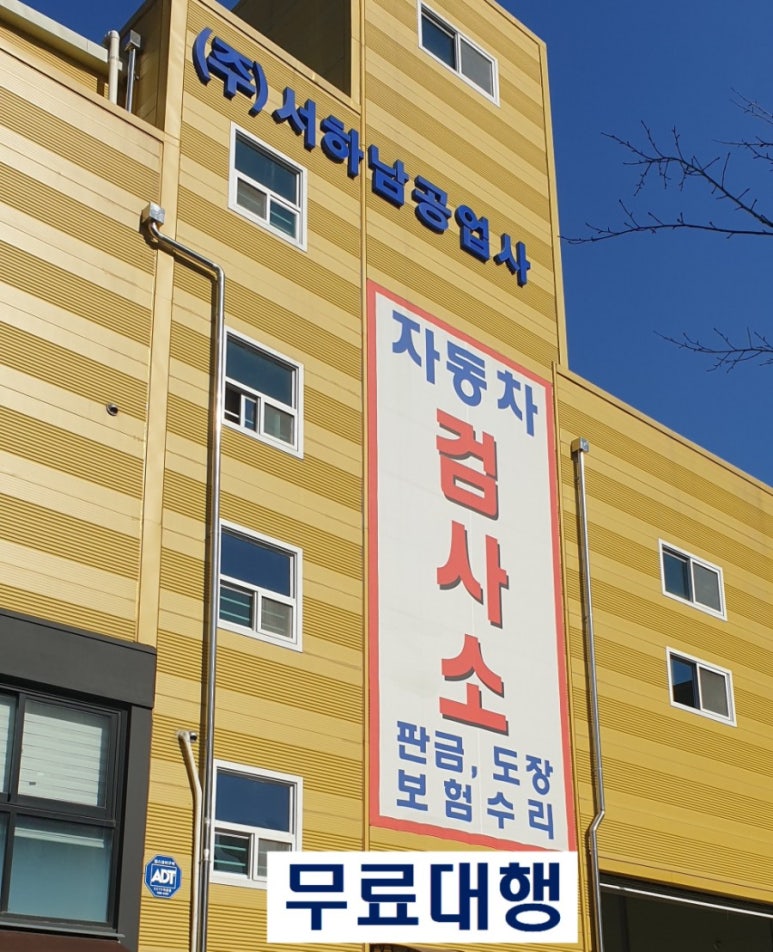 (주)서하남공업사
자동차
검사소
판금, 도장
보험수리
ADT
무료대행